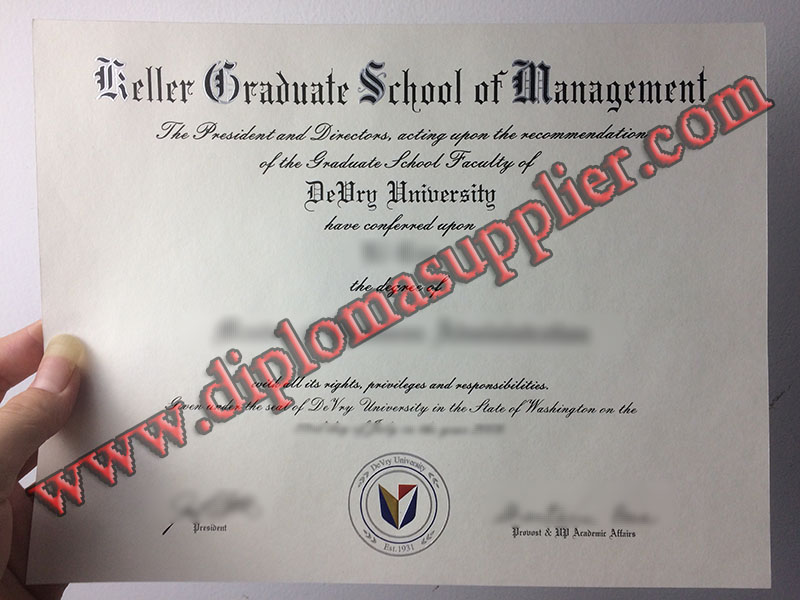 Keller Graduate School of Management
The President and Directors, acting upon the recommendation
of the Graduate School Faculty of
DeVry University
have conferred upon
the degree of
with all its rights, privileges and responsibilities.
Given under the seal of DeVry University in the State of Washington on the
DeVry University
Est. 1931
President
Provost & VP Academic Affairs
www.diplomasupplier.com